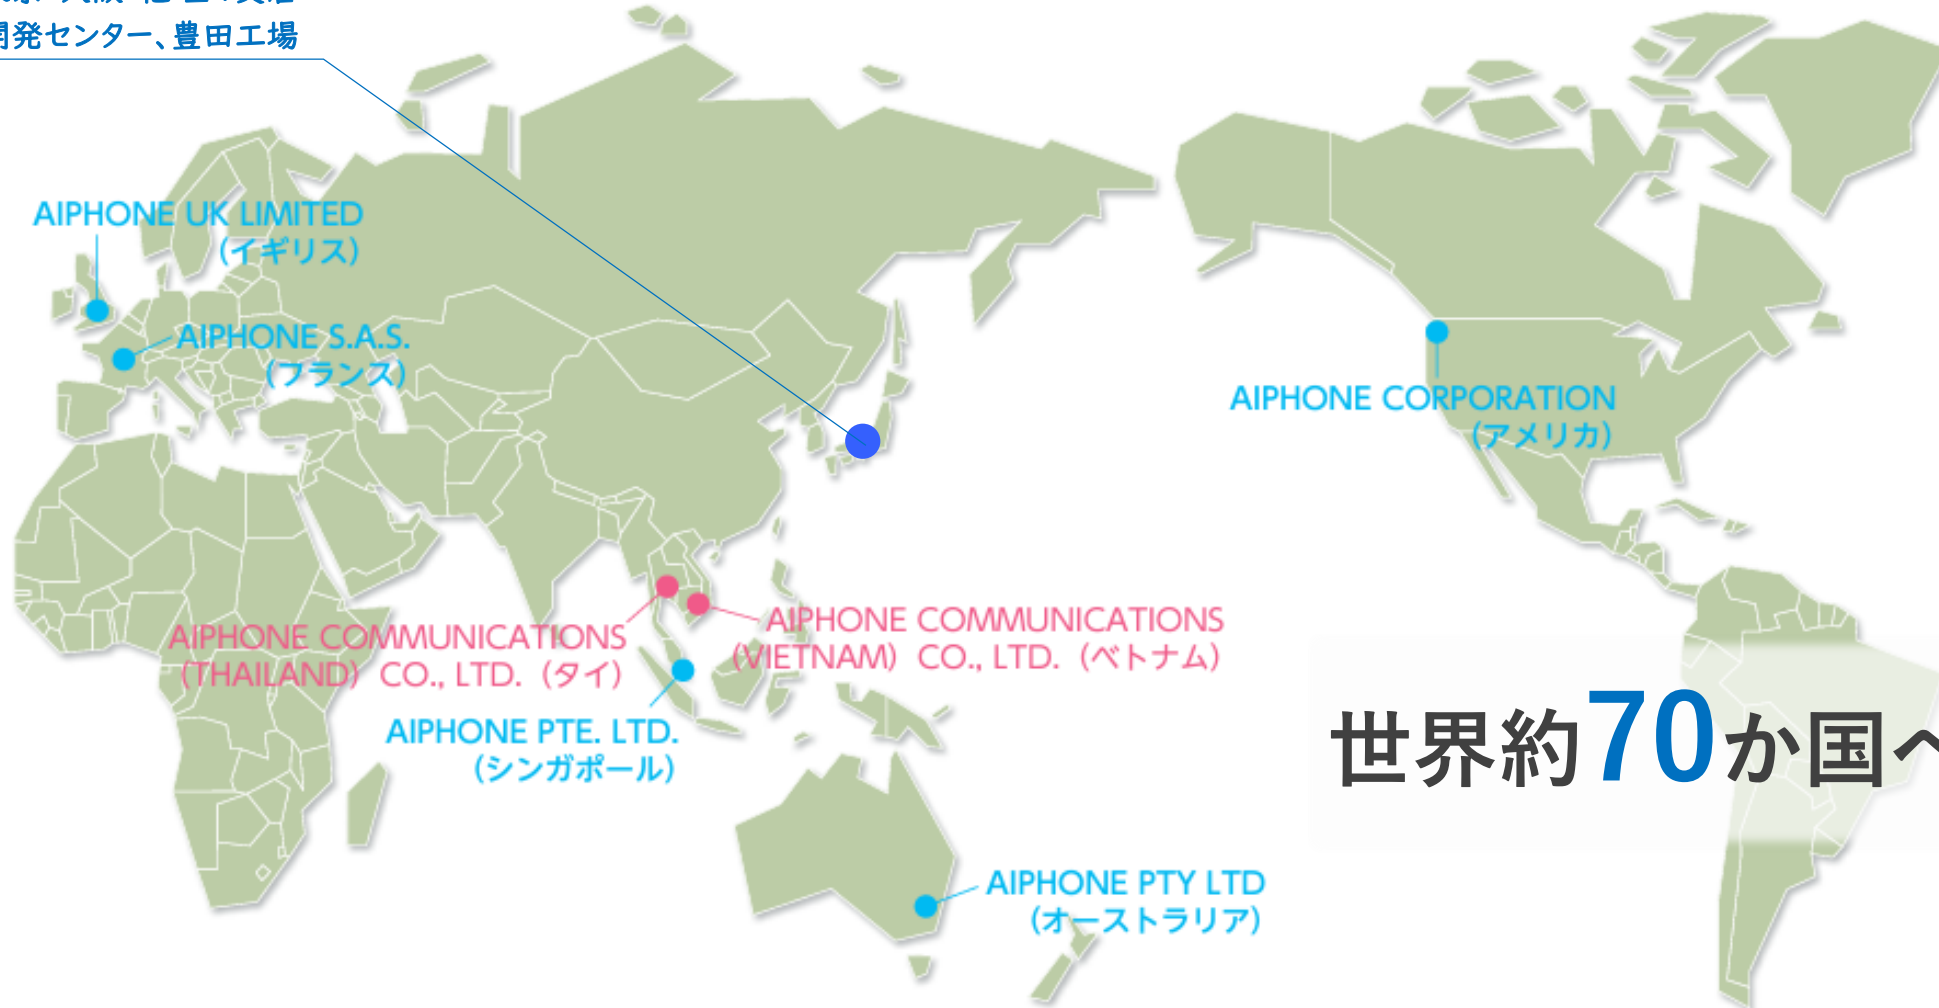 開発センター、豊田工場
AIPHONE UK LIMITED
(イギリス)
AIPHONE S.A.S.
(フランス)
AIPHONE CORPORATION
(アメリカ)
AIPHONE COMMUNICATIONS
(THAILAND) CO., LTD. (タイ)
AIPHONE COMMUNICATIONS
(VIETNAM) CO., LTD. (ベトナム)
AIPHONE PTE. LTD.
(シンガポール)
世界約70か国へ
AIPHONE PTY LTD
(オーストラリア)